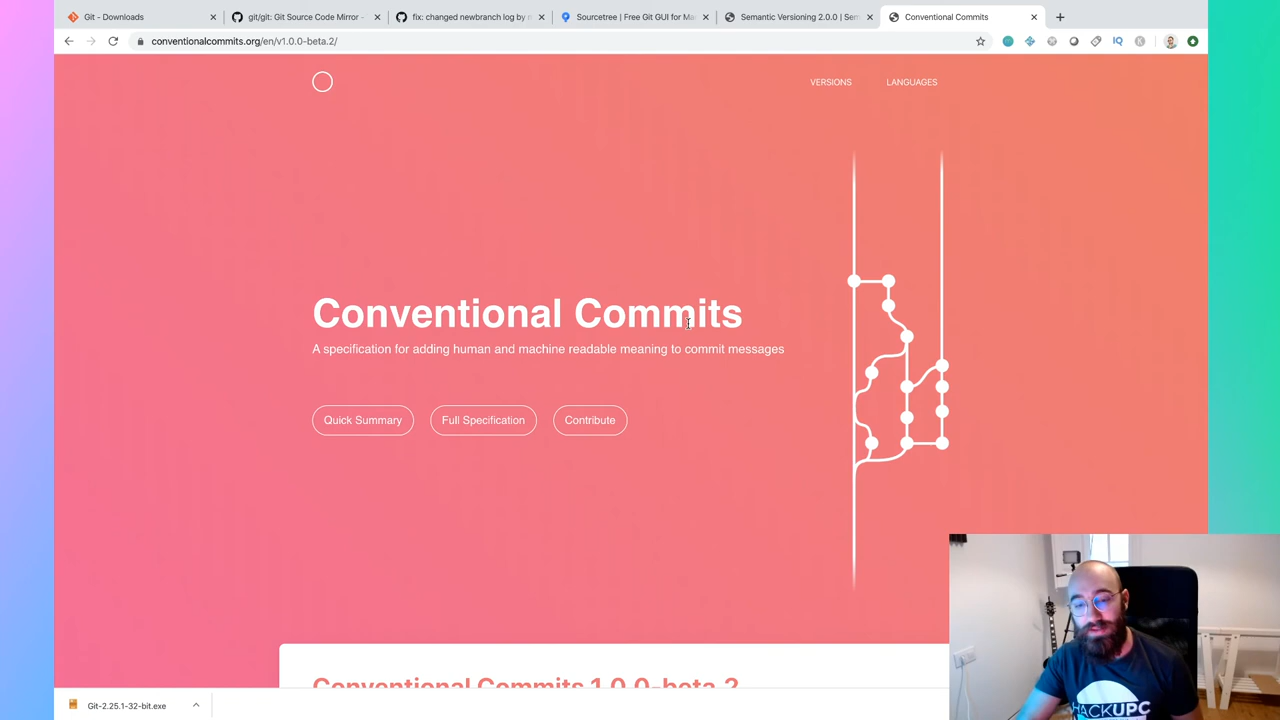 Git - Downloads
git/git: Git Source Code Mirror -
fix: changed newbranch log by
Sourcetree | Free Git GUI for Ma
Semantic Versioning 2.0.0 | Sem
Conventional Commits
conventionalcommits.org/en/v1.0.0-beta.2/
IQ
K
VERSIONS
LANGUAGES
Conventional Commits
A specification for adding human and machine readable meaning to commit messages
Quick Summary
Full Specification
Contribute
Conventional Commits 1.0.0-beta.2
Git-2.25.1-32-bit.exe
HACKUPC